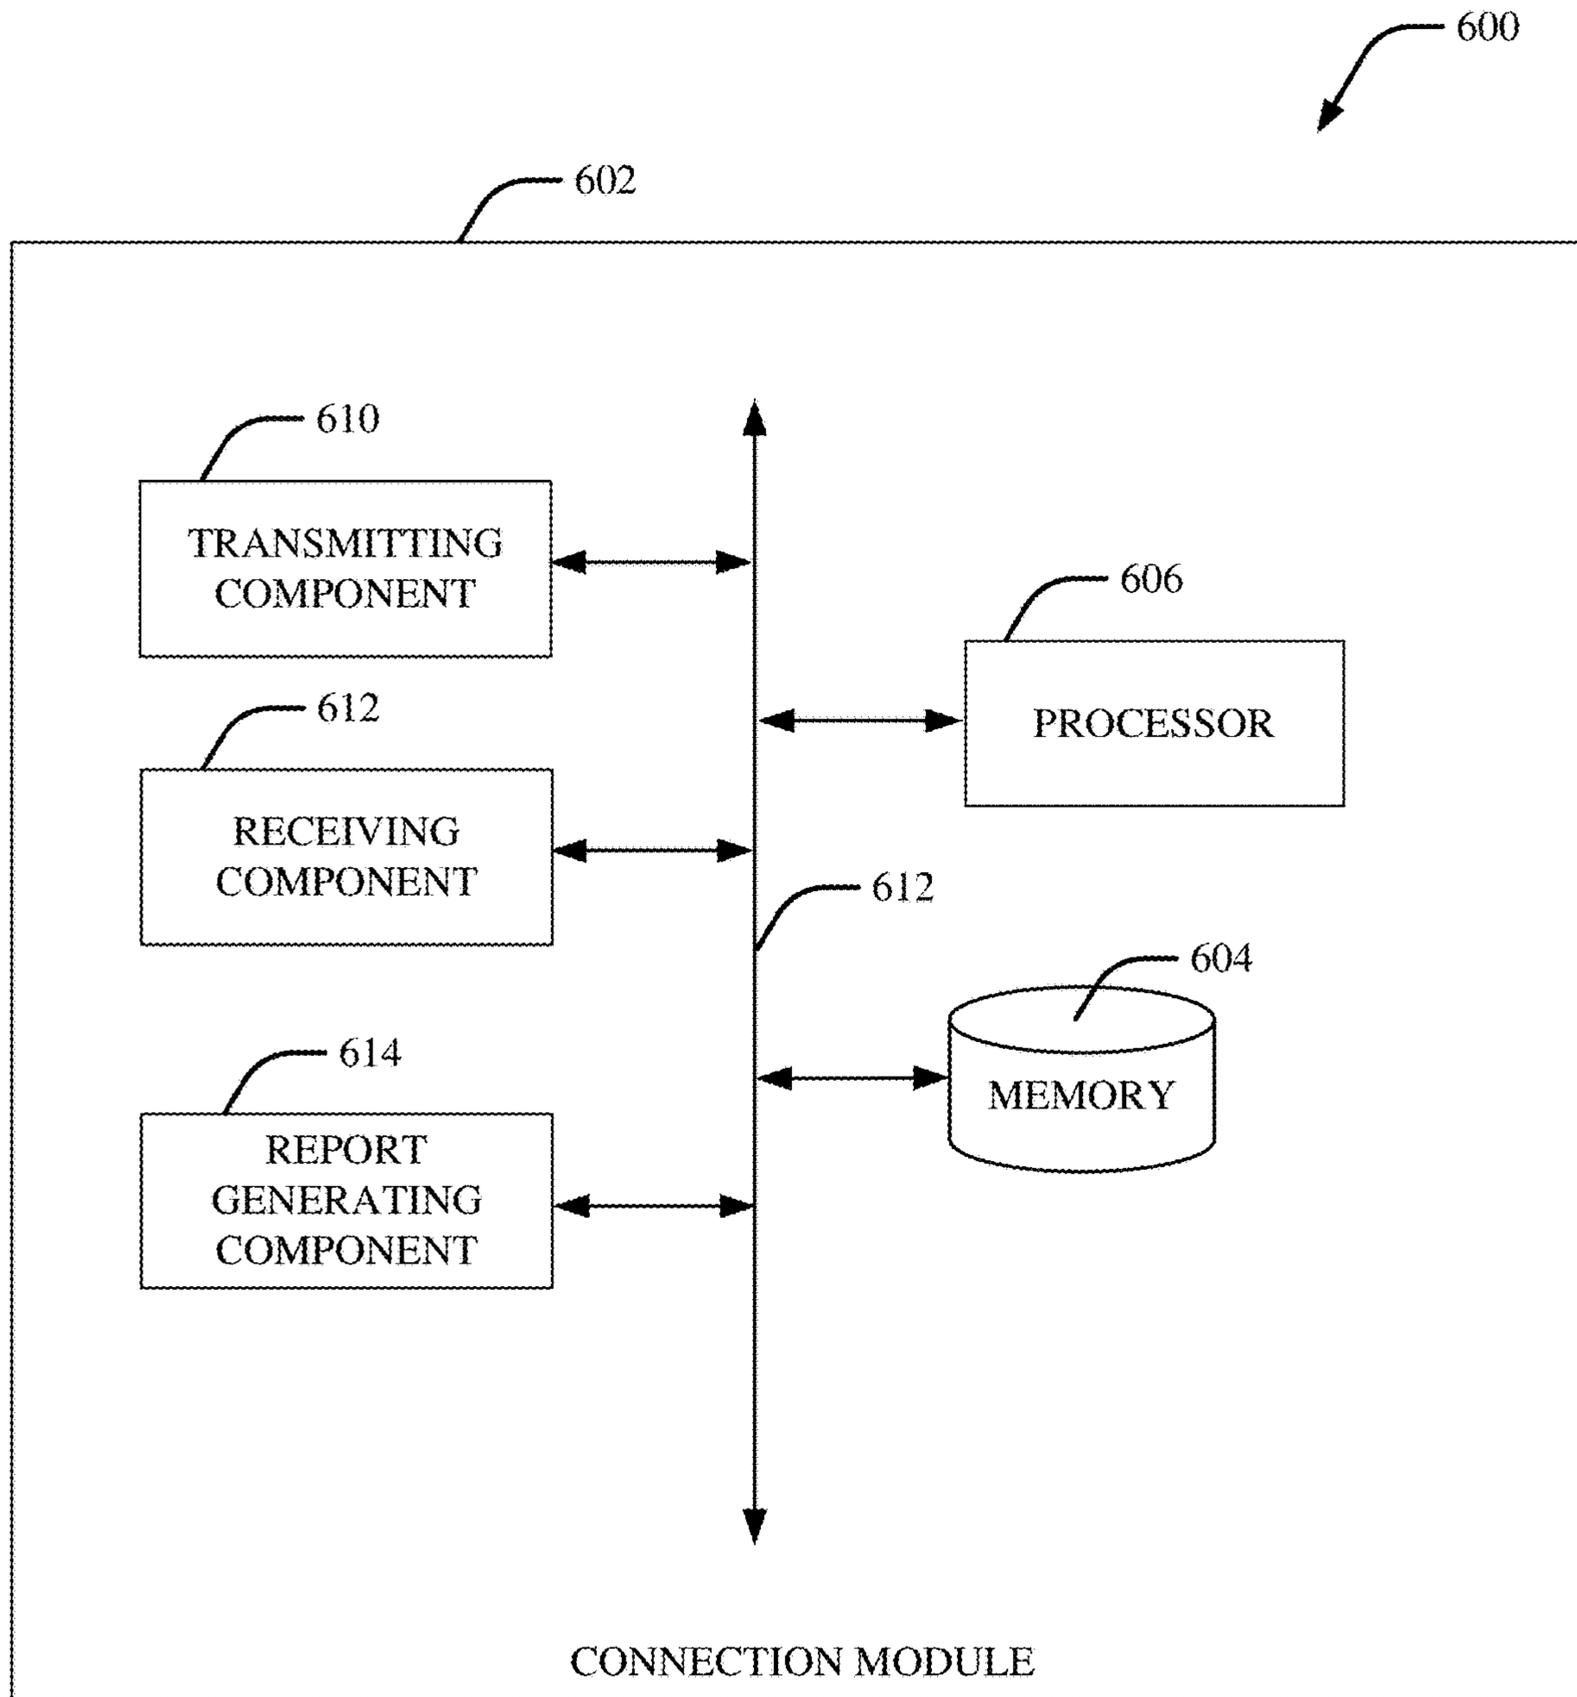 600
602
610
TRANSMITTING
COMPONENT
606
PROCESSOR
612
RECEIVING
COMPONENT
612
604
MEMORY
614
REPORT
GENERATING
COMPONENT
CONNECTION MODULE